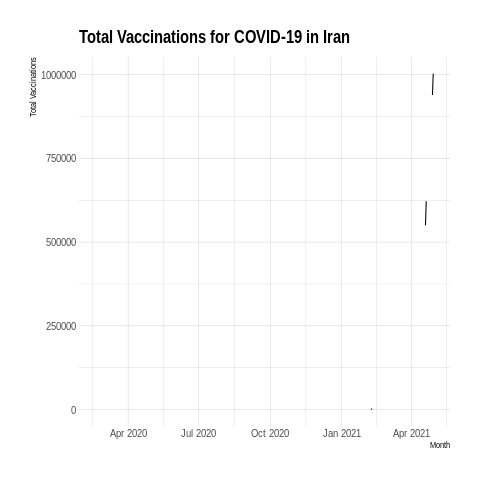 Total Vaccinations for COVID-19 in Iran
Total Vaccinations
1000000
750000
500000
250000
0
Apr 2020 Jul 2020 Oct 2020 Jan 2021 Apr 2021
Month